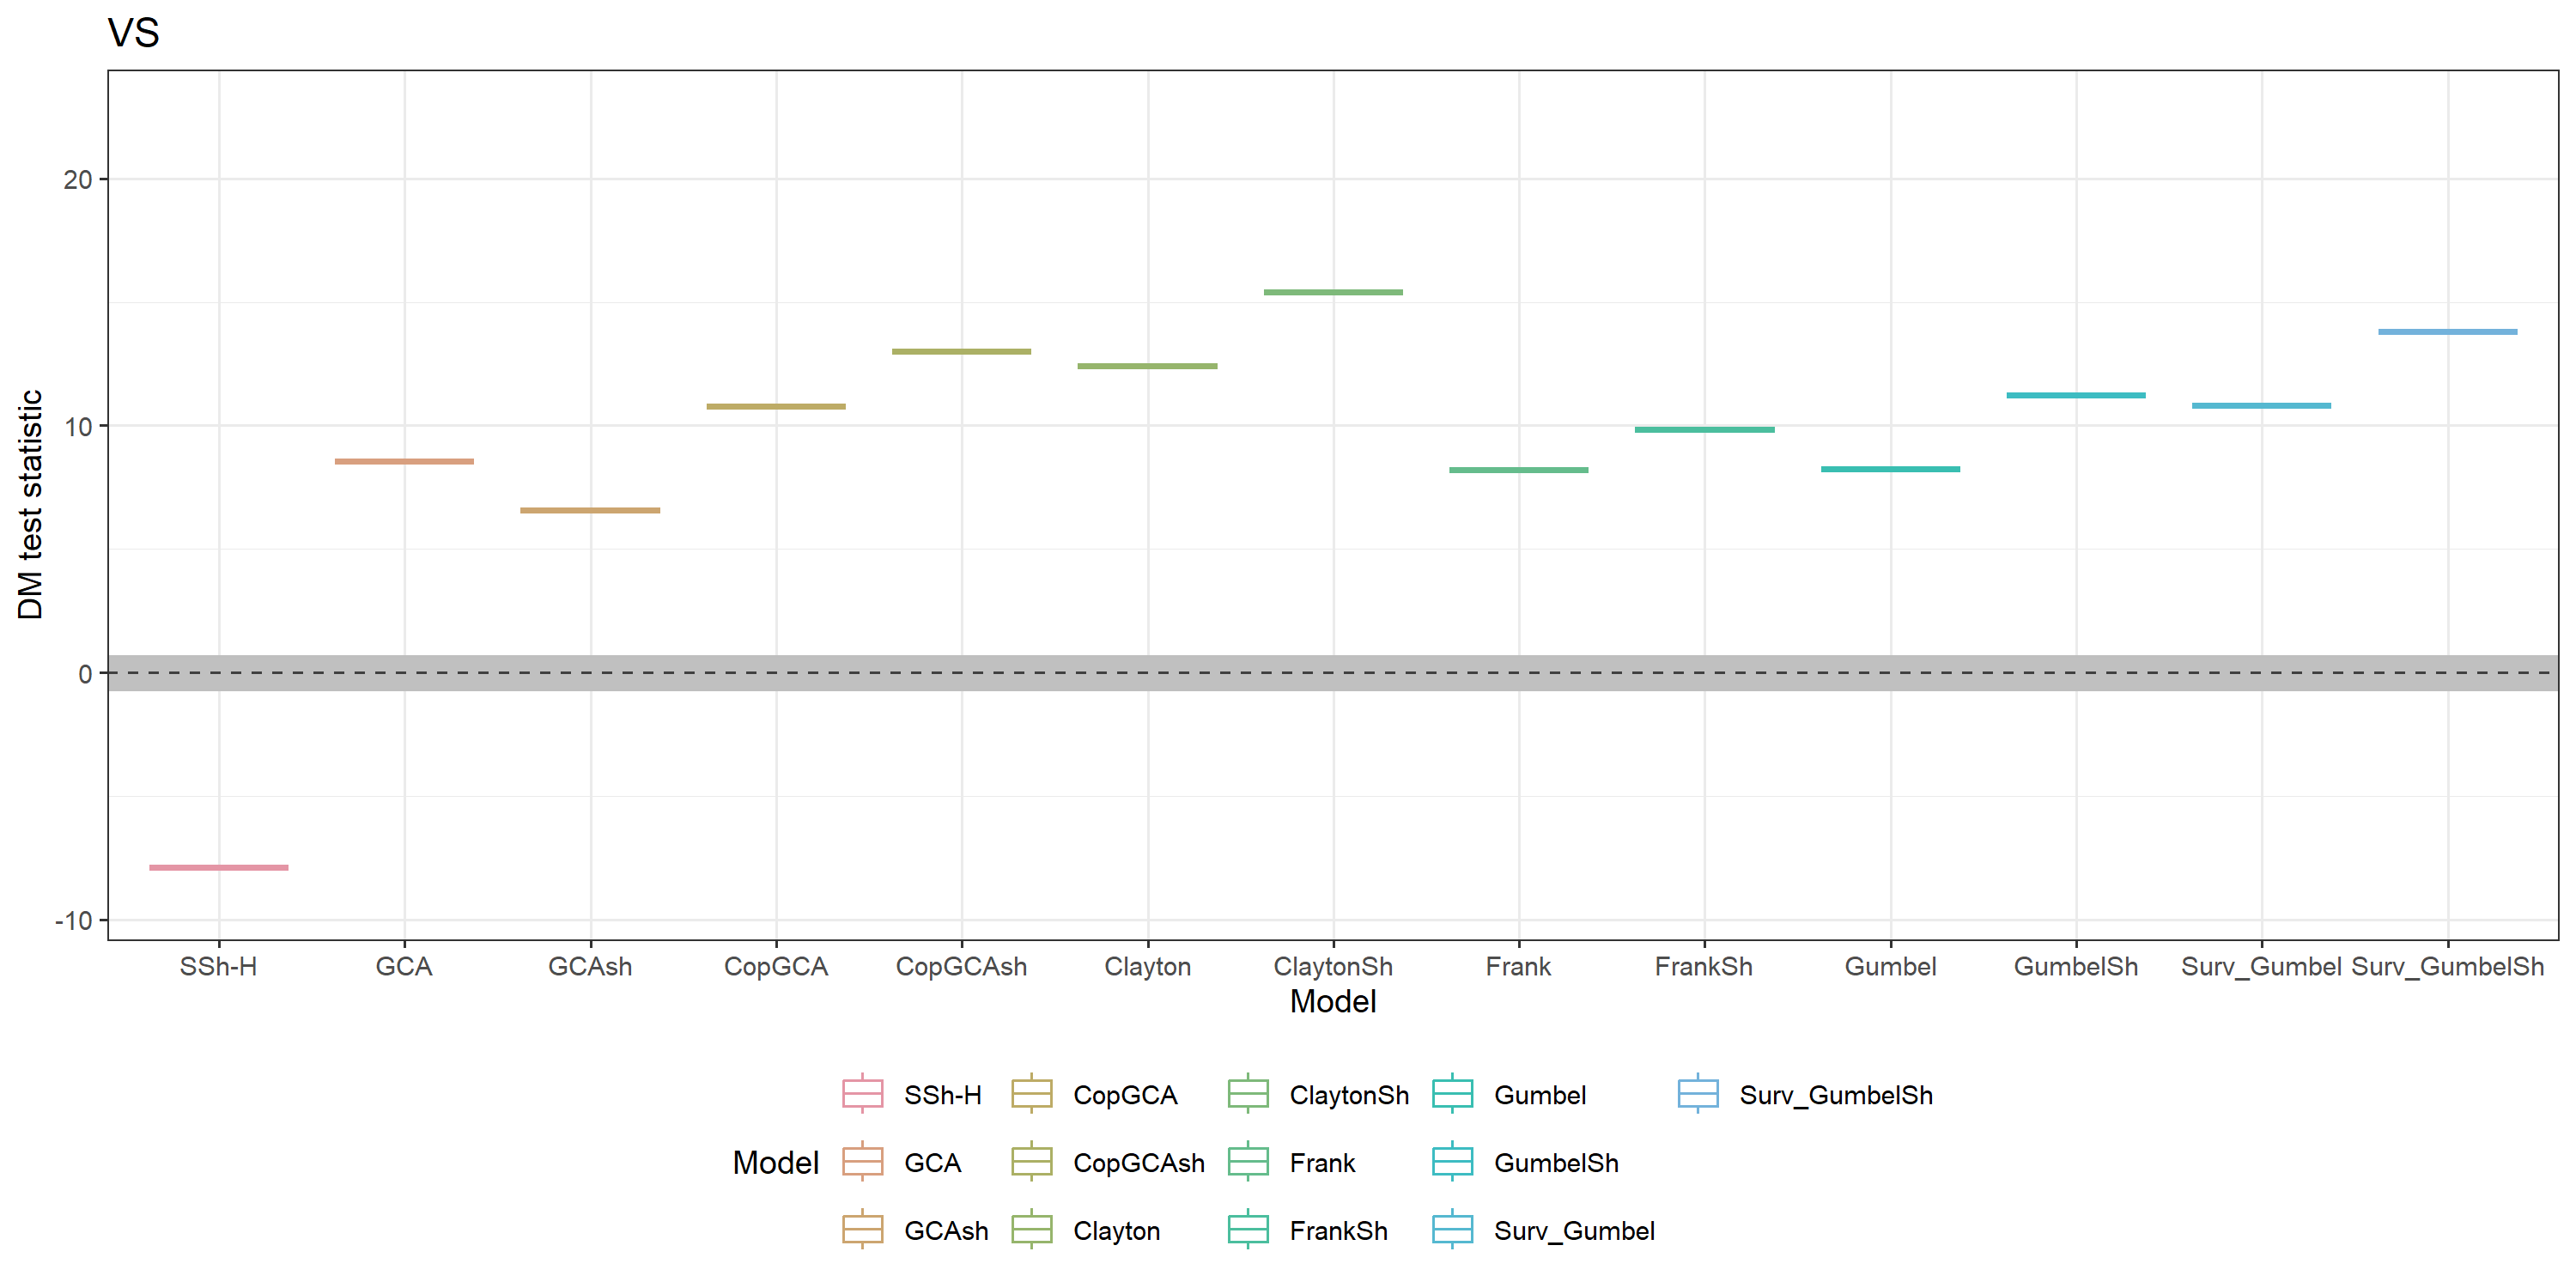 VS
20
10
0
-10
DM test statistic
SSh-H GCA GCAsh CopGCA CopGCAsh Clayton ClaytonSh Frank FrankSh Gumbel GumbelSh Surv_Gumbel Surv_GumbelSh
Model
SSh-H CopGCA ClaytonSh Gumbel Surv_GumbelSh
Model GCA CopGCAsh Frank GumbelSh
GCAsh Clayton FrankSh Surv_Gumbel